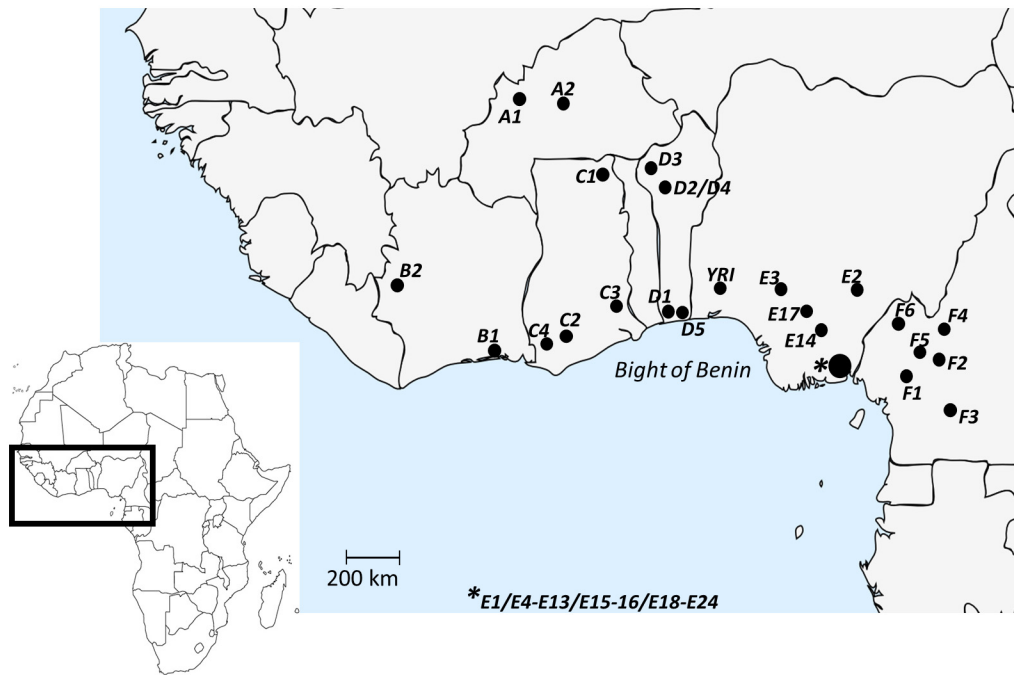 A2
A1
D3
C1
D2/D4
B2
YRI
E3
E2
C3
D1
E17
F6
D5
F4
C4
C2
E14
B1
F5
*
F2
Bight of Benin
F1
F3
200 km
*E1/E4-E13/E15-16/E18-E24